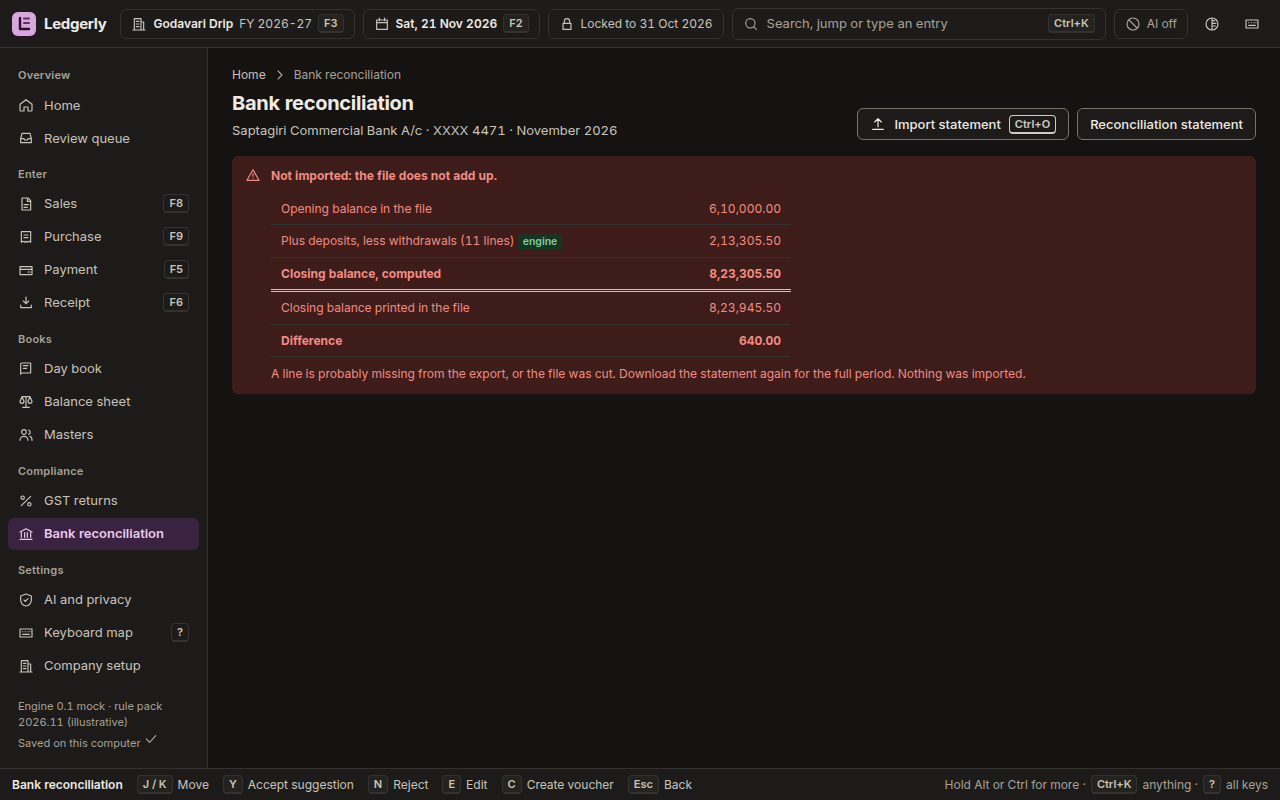 Ledgerly
Godavari Drip FY 2026-27 F3
Sat, 21 Nov 2026 F2
Locked to 31 Oct 2026
Search, jump or type an entry Ctrl+K
AI off
Overview
Home
Review queue
Enter
Sales F8
Purchase F9
Payment F5
Receipt F6
Books
Day book
Balance sheet
Masters
Compliance
GST returns
Bank reconciliation
Settings
AI and privacy
Keyboard map ?
Company setup
Engine 0.1 mock · rule pack
2026.11 (illustrative)
Saved on this computer
Home > Bank reconciliation
Bank reconciliation
Saptagiri Commercial Bank A/c · XXXX 4471 · November 2026
Import statement Ctrl+O
Reconciliation statement
Not imported: the file does not add up.
Opening balance in the file 6,10,000.00
Plus deposits, less withdrawals (11 lines) engine 2,13,305.50
Closing balance, computed 8,23,305.50
Closing balance printed in the file 8,23,945.50
Difference 640.00
A line is probably missing from the export, or the file was cut. Download the statement again for the full period. Nothing was imported.
Bank reconciliation J / K Move Y Accept suggestion N Reject E Edit C Create voucher Esc Back
Hold Alt or Ctrl for more · Ctrl+K anything · ? all keys